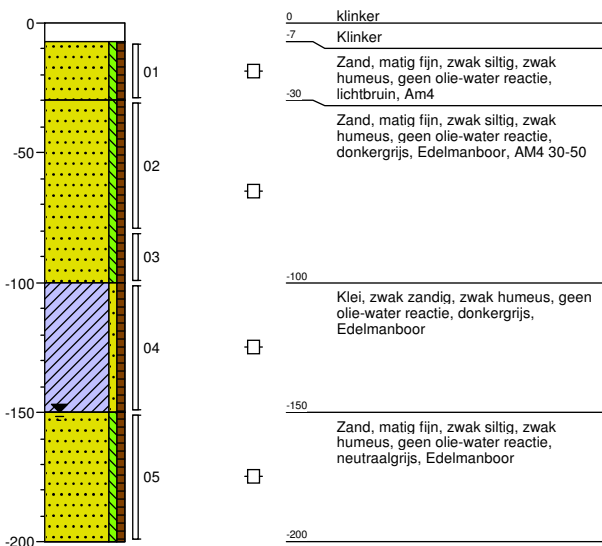 0
klinker
-7
Klinker
Zand, matig fijn, zwak siltig, zwak
humeus, geen olie-water reactie,
lichtbruin, Am4
-30
Zand, matig fijn, zwak siltig, zwak
humeus, geen olie-water reactie,
donkergrijs, Edelmanboor, AM4 30-50
-100
Klei, zwak zandig, zwak humeus, geen
olie-water reactie, donkergrijs,
Edelmanboor
-150
Zand, matig fijn, zwak siltig, zwak
humeus, geen olie-water reactie,
neutraalgrijs, Edelmanboor
-200
0
-50
-100
-150
-200
01
02
03
04
05